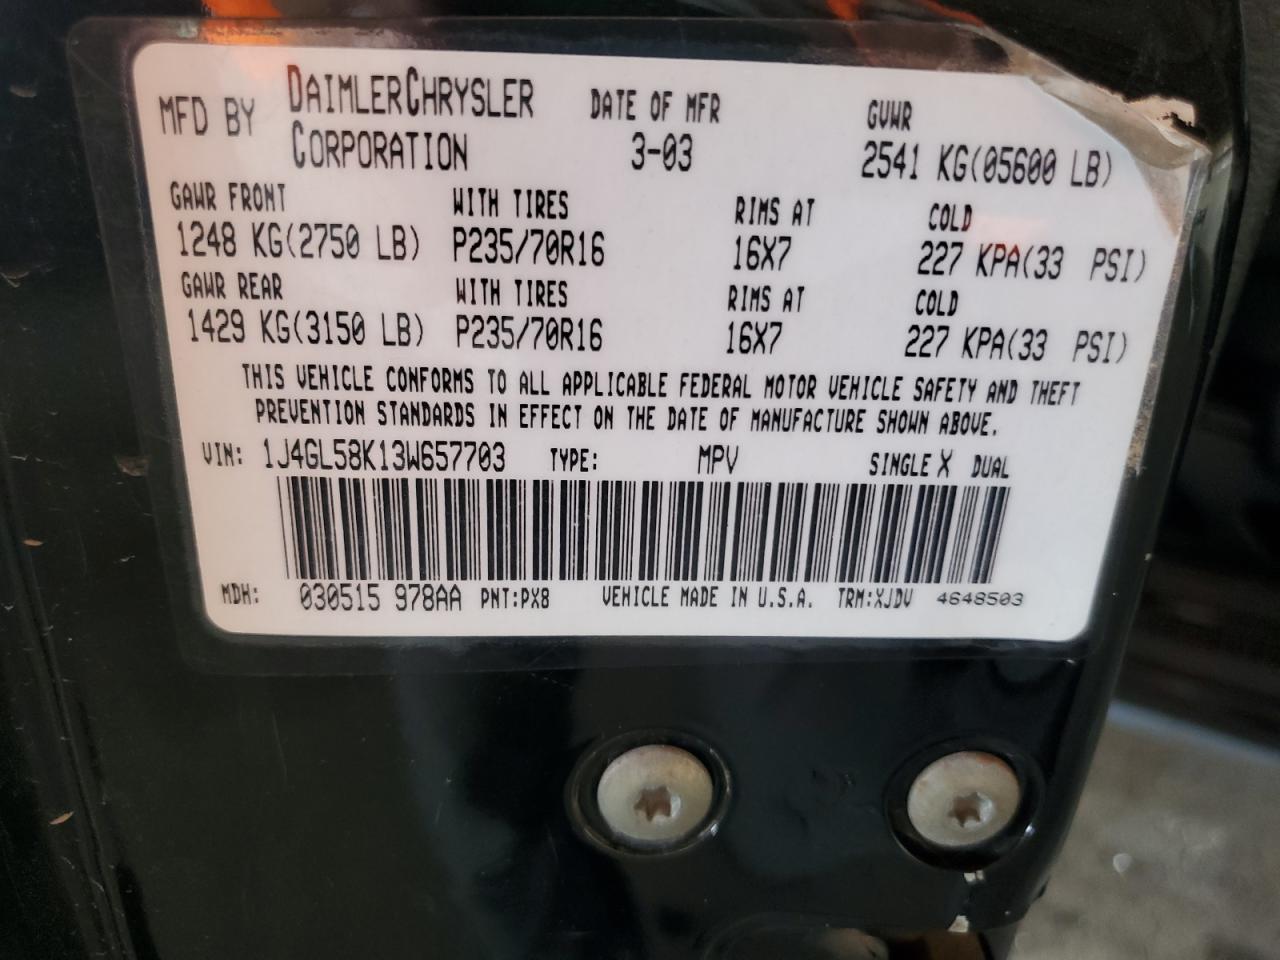 MFD BY DAIMLERCHRYSLER CORPORATION DATE OF MFR 3-03 GVWR 2541 KG(05600 LB)
GAWR FRONT WITH TIRES RIMS AT COLD
1248 KG(2750 LB) P235/70R16 16X7 227 KPA(33 PSI)
GAWR REAR WITH TIRES RIMS AT COLD
1429 KG(3150 LB) P235/70R16 16X7 227 KPA(33 PSI)
THIS VEHICLE CONFORMS TO ALL APPLICABLE FEDERAL MOTOR VEHICLE SAFETY AND THEFT
PREVENTION STANDARDS IN EFFECT ON THE DATE OF MANUFACTURE SHOWN ABOVE.
VIN: 1J4GL58K13W657703 TYPE: MPV SINGLE X DUAL
MDH: 030515 978AA PNT:PX8 VEHICLE MADE IN U.S.A. TRM:XJDV 4648503